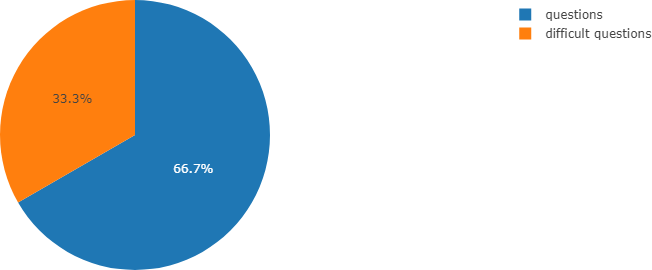 questions
difficult questions
33.3%
66.7%